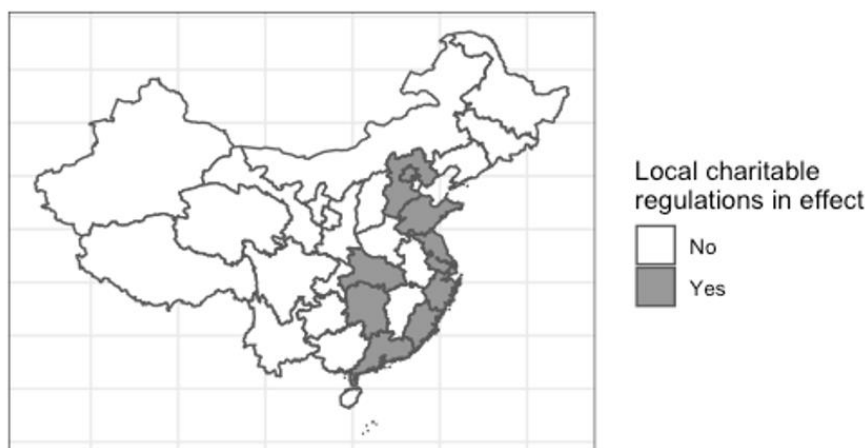 Local charitable
regulations in effect
No
Yes